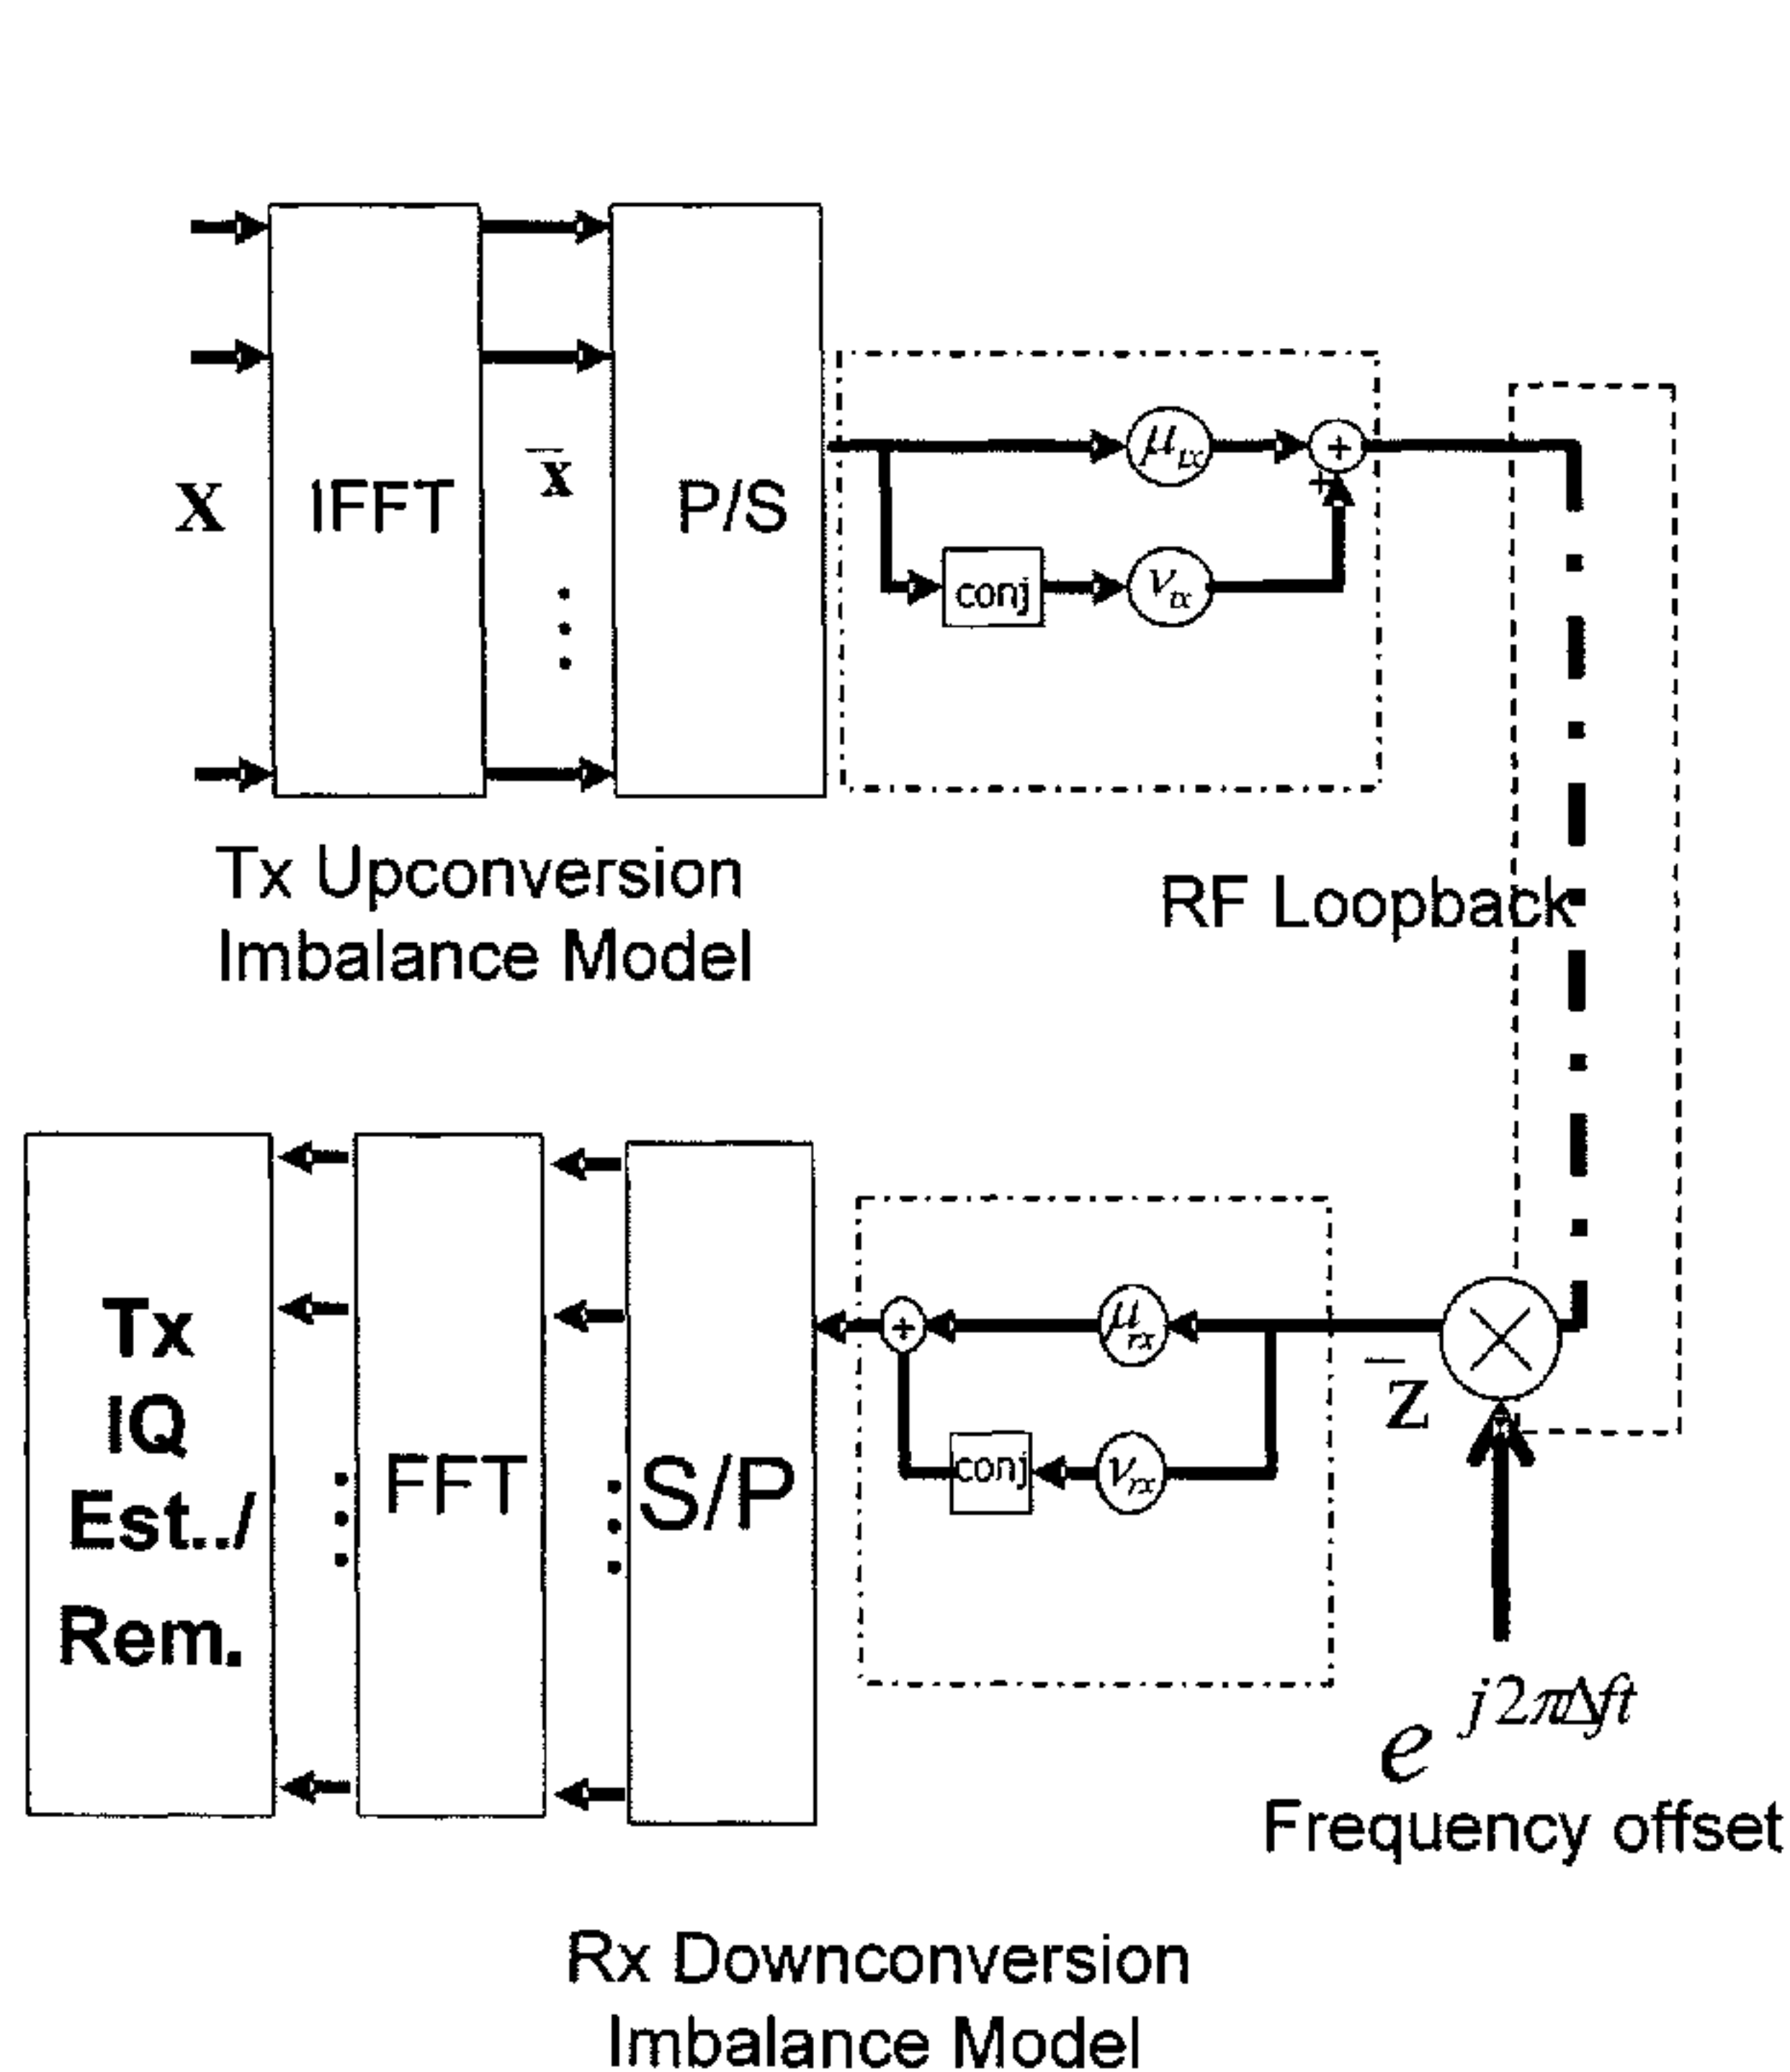 X
IFFT
x̄
P/S
μtx
+
+
conj
νtx
Tx Upconversion
Imbalance Model
RF Loopback
Tx
IQ
Est../
Rem.
FFT
S/P
+
μrx
conj
νrx
z̄
e^{j2πΔft}
Frequency offset
Rx Downconversion
Imbalance Model